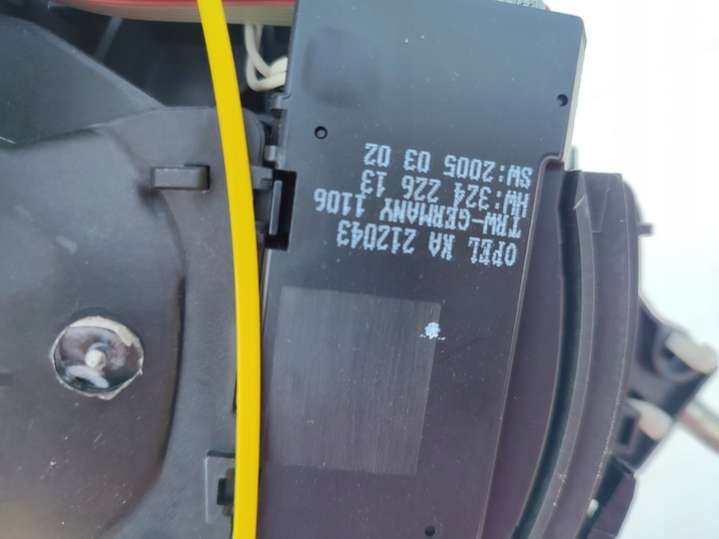 OPEL KA 212043
TRW-GERMANY 1106
HW:324 226 13
SW:2005 03 02